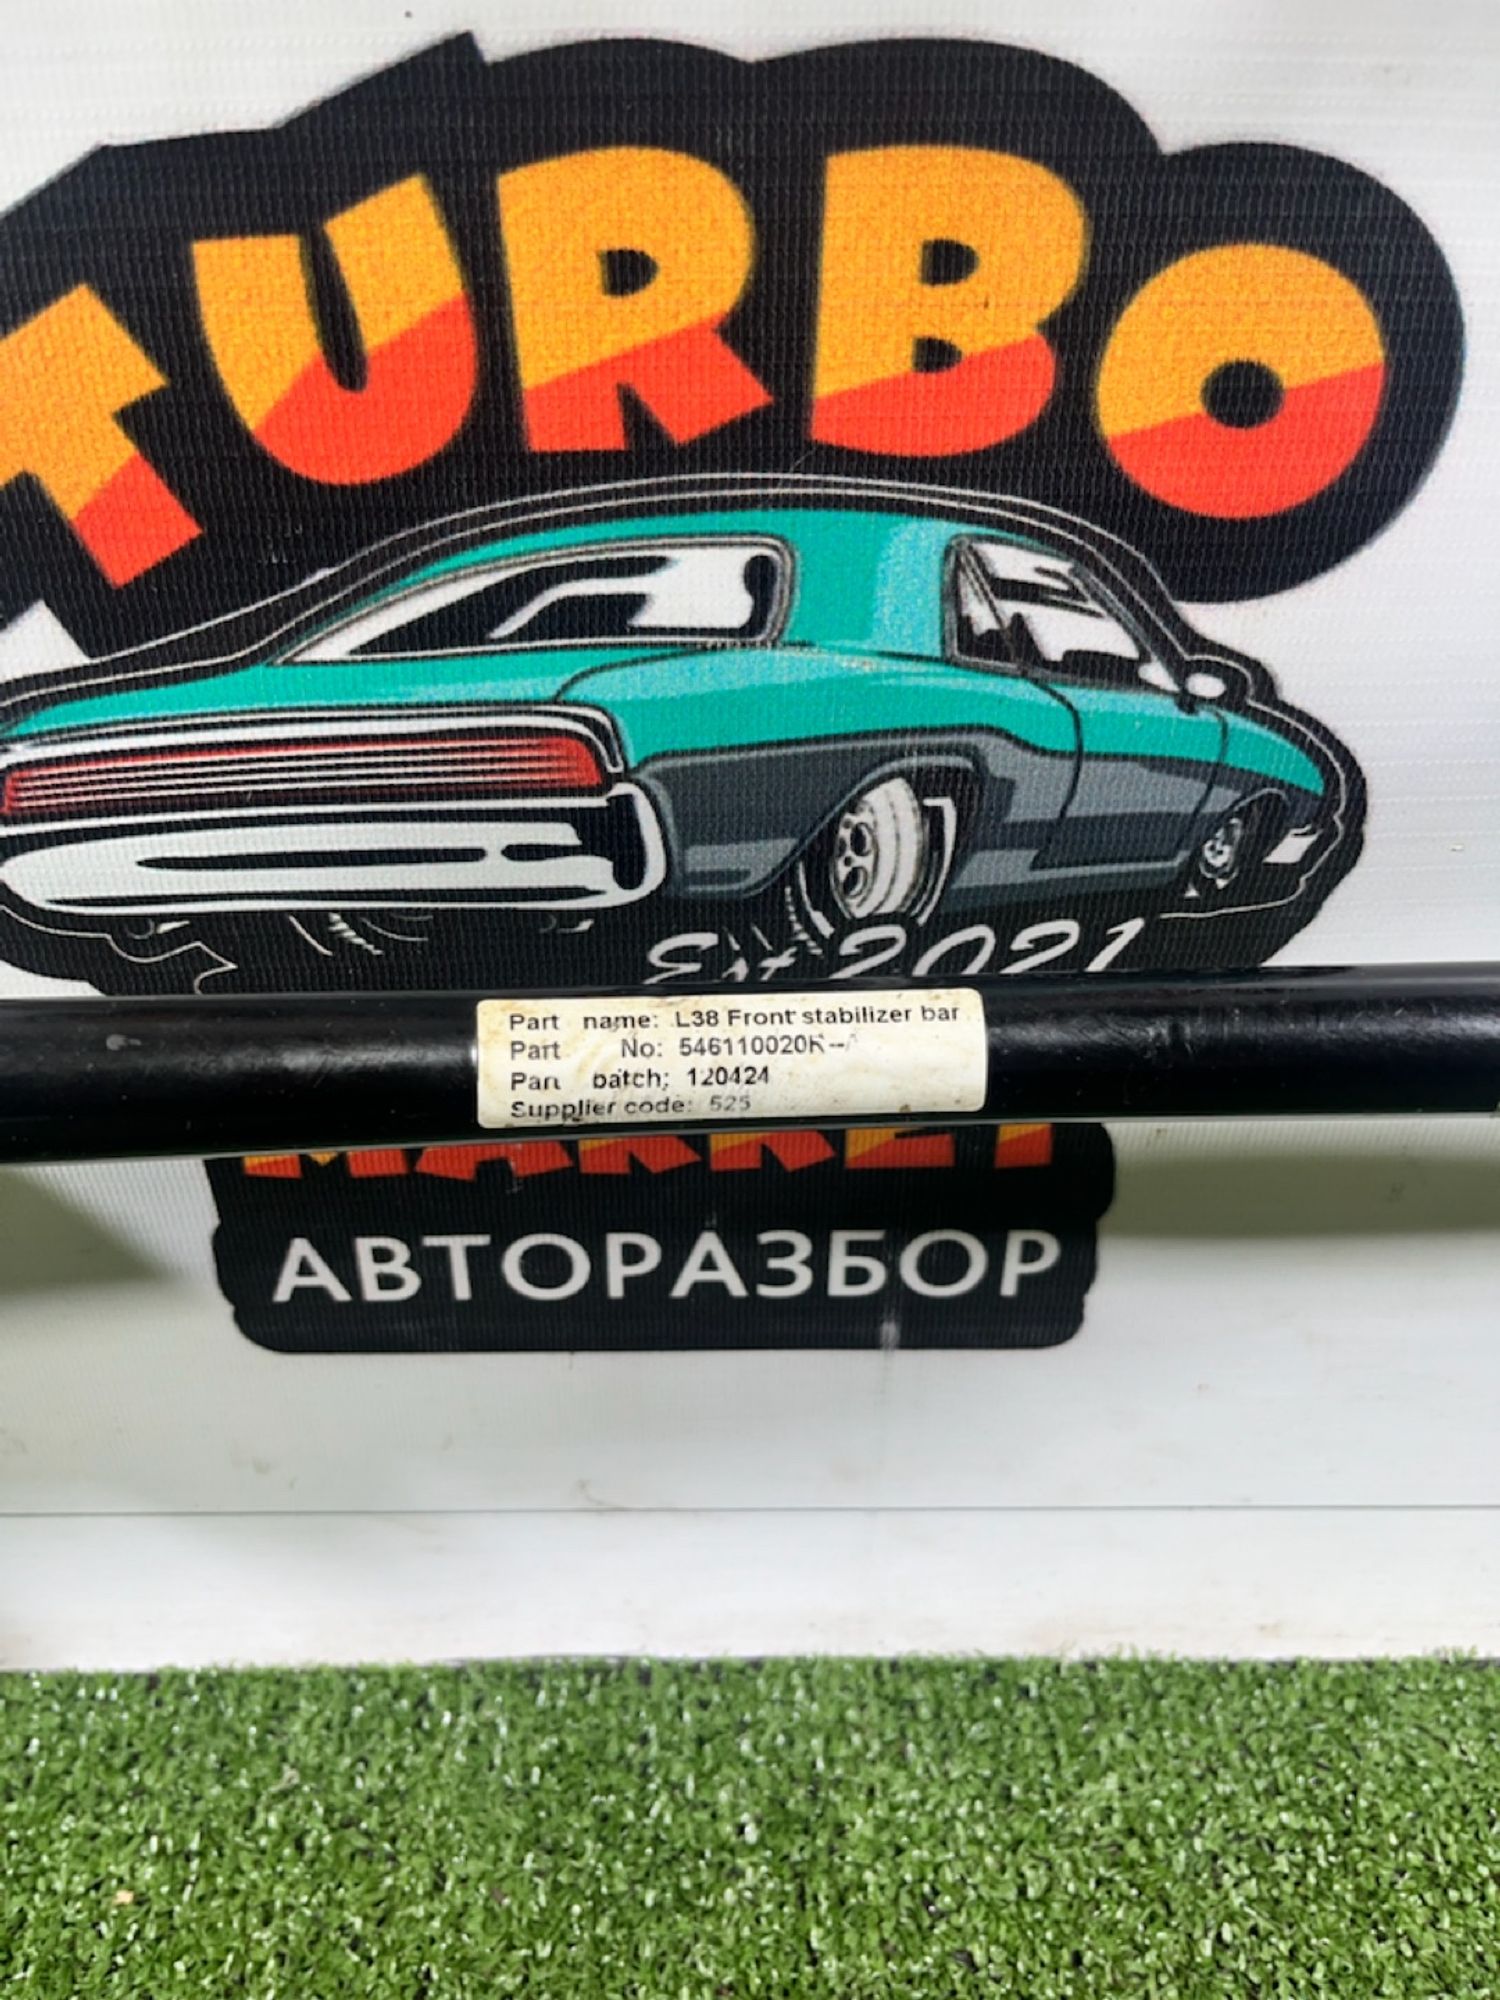 TURBO
Est 2021
Part name: L38 Front stabilizer bar
Part No: 546110020R--A
Part batch; 120424
Supplier code: 525
MARKET
АВТОРАЗБОР